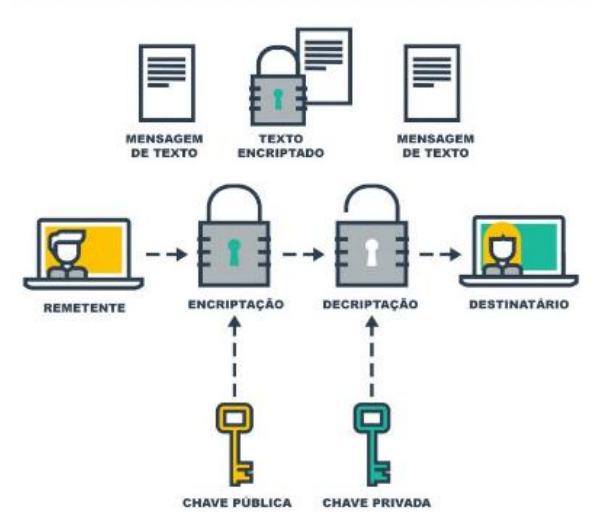 MENSAGEM
DE TEXTO
TEXTO
ENCRIPTADO
MENSAGEM
DE TEXTO
REMETENTE
ENCRIPTAÇÃO
DECRIPTAÇÃO
DESTINATÁRIO
CHAVE PÚBLICA
CHAVE PRIVADA